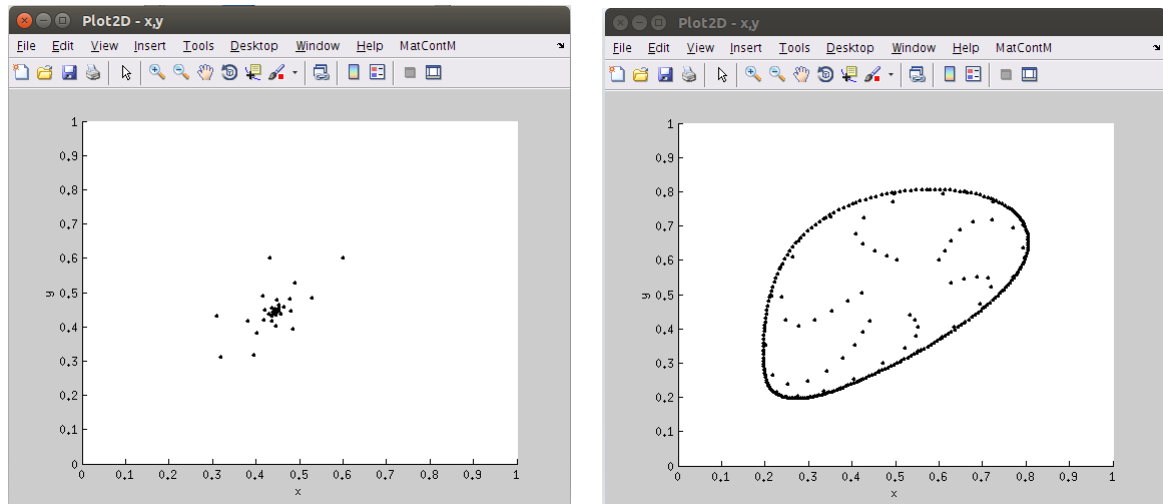 Plot2D - x,y
File Edit View Insert Tools Desktop Window Help MatContM
1
0.9
0.8
0.7
0.6
0.5
0.4
0.3
0.2
0.1
0
y
0 0.1 0.2 0.3 0.4 0.5 0.6 0.7 0.8 0.9 1
x
Plot2D - x,y
File Edit View Insert Tools Desktop Window Help MatContM
1
0.9
0.8
0.7
0.6
0.5
0.4
0.3
0.2
0.1
0
y
0 0.1 0.2 0.3 0.4 0.5 0.6 0.7 0.8 0.9 1
x